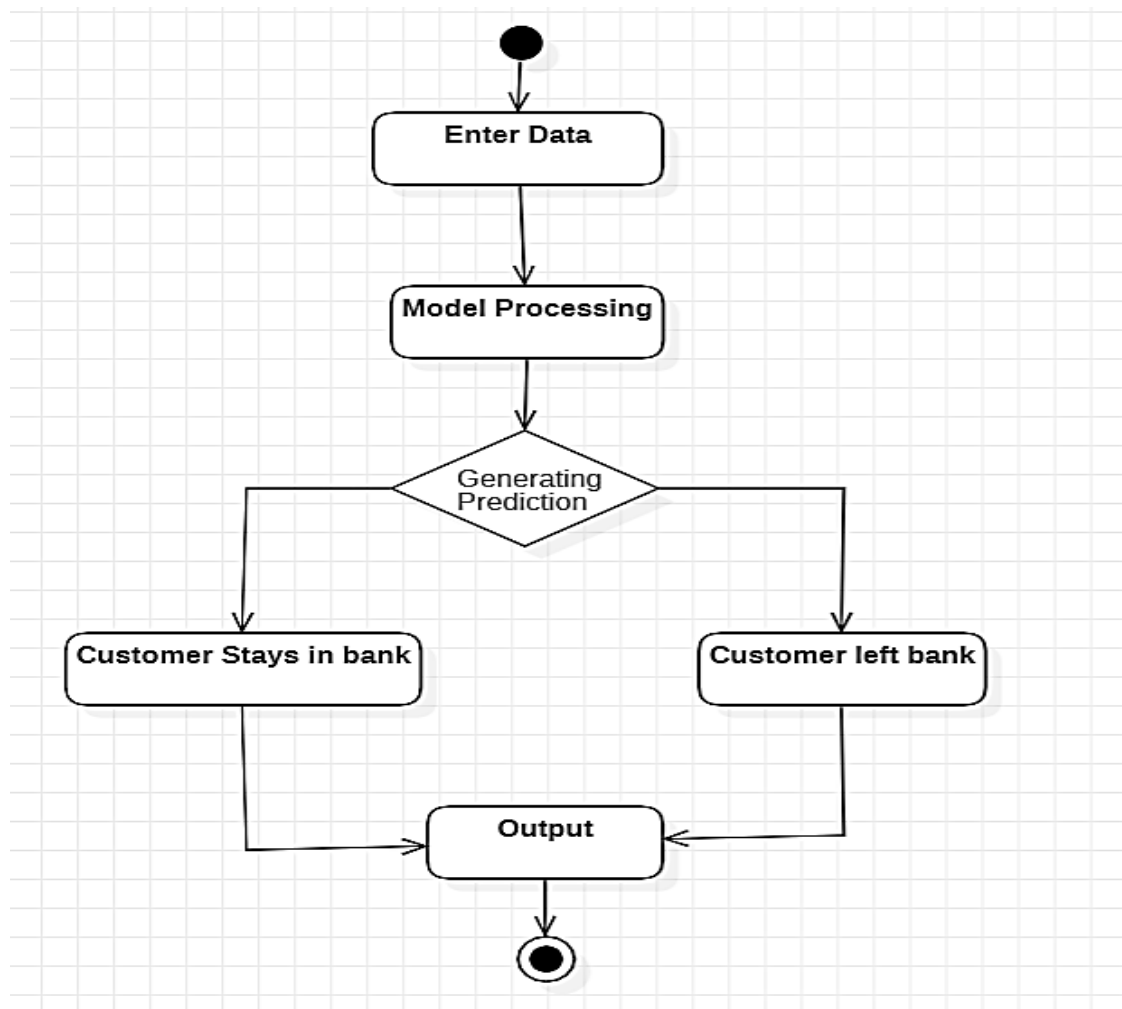 Enter Data
Model Processing
Generating
Prediction
Customer Stays in bank
Customer left bank
Output